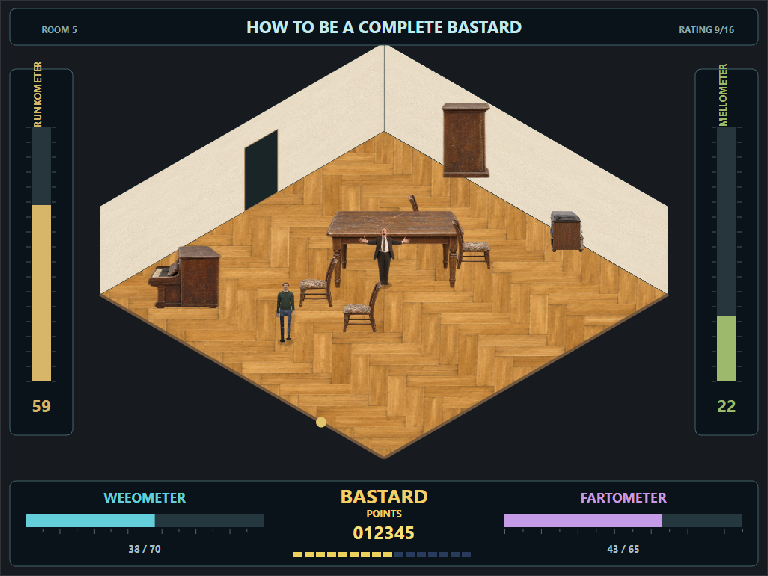 ROOM 5
HOW TO BE A COMPLETE BASTARD
RATING 9/16
RUNKOMETER
MELLOMETER
59
22
WEEOMETER
38 / 70
BASTARD
POINTS
012345
FARTOMETER
43 / 65